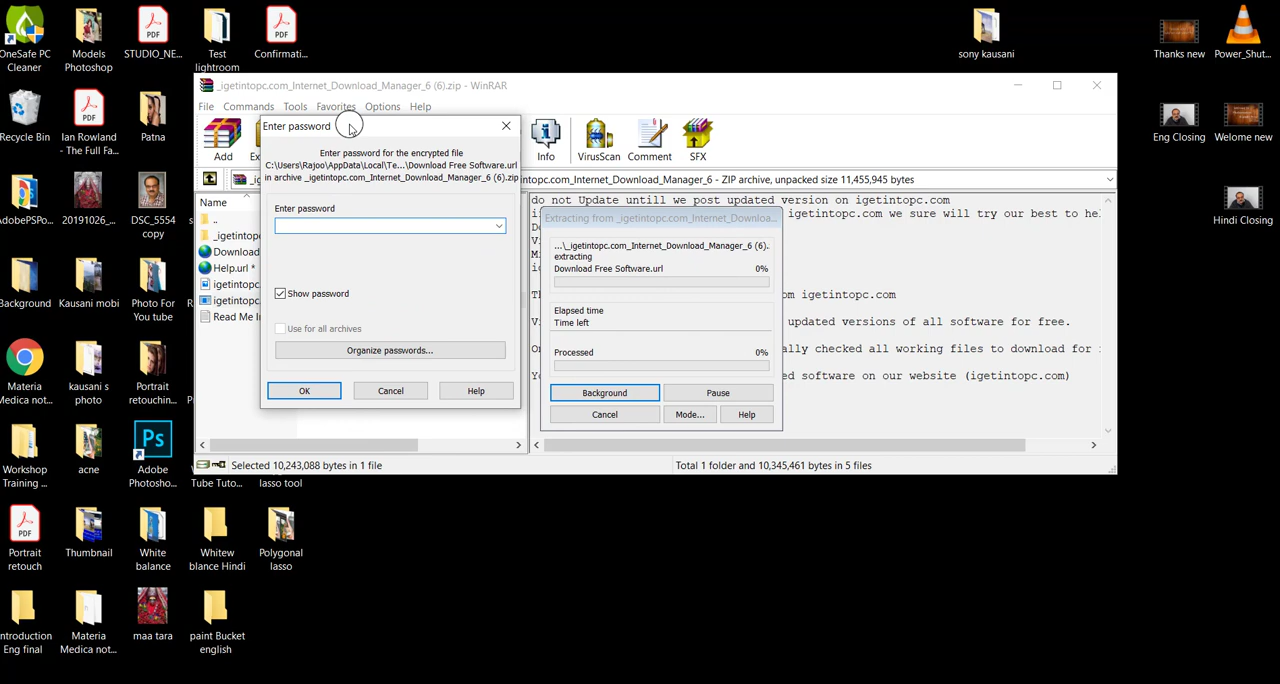 OneSafe PC
Cleaner
Models
Photoshop
STUDIO_NE...
Test
lightroom
Confirmati...
sony kausani
Thanks new
Power_Shut...
_igetintopc.com_Internet_Download_Manager_6 (6).zip - WinRAR
File Commands Tools Favorites Options Help
Add
Info
VirusScan
Comment
SFX
Enter password
Enter password for the encrypted file
C:\Users\Rajoo\AppData\Local\Te...\Download Free Software.url
in archive _igetintopc.com_Internet_Download_Manager_6 (6).zip
Enter password
Show password
Use for all archives
Organize passwords...
OK
Cancel
Help
ntopc.com_Internet_Download_Manager_6 - ZIP archive, unpacked size 11,455,945 bytes
Name
..
_igetintopc
Download
Help.url *
igetintopc
igetintopc
Read Me I
do not Update untill we post updated version on igetintopc.com
igetintopc.com we sure will try our best to hel
om igetintopc.com
updated versions of all software for free.
ally checked all working files to download for
ed software on our website (igetintopc.com)
Extracting from _igetintopc.com_Internet_Downloa...
...\_igetintopc.com_Internet_Download_Manager_6 (6).
extracting
Download Free Software.url 0%
Elapsed time
Time left
Processed 0%
Background
Pause
Cancel
Mode...
Help
Selected 10,243,088 bytes in 1 file
Total 1 folder and 10,345,461 bytes in 5 files
Recycle Bin
Ian Rowland
- The Full Fa...
Patna
Eng Closing
Welome new
AdobePSPo...
20191026_...
DSC_5554
copy
Hindi Closing
Background
Kausani mobi
Photo For
You tube
Materia
Medica not...
kausani s
photo
Portrait
retouchin...
Workshop
Training ...
acne
Ps
Adobe
Photosho...
Tube Tuto...
lasso tool
PDF
Portrait
retouch
Thumbnail
White
balance
Whitew
blance Hindi
Polygonal
lasso
ntroduction
Eng final
Materia
Medica not...
maa tara
paint Bucket
english